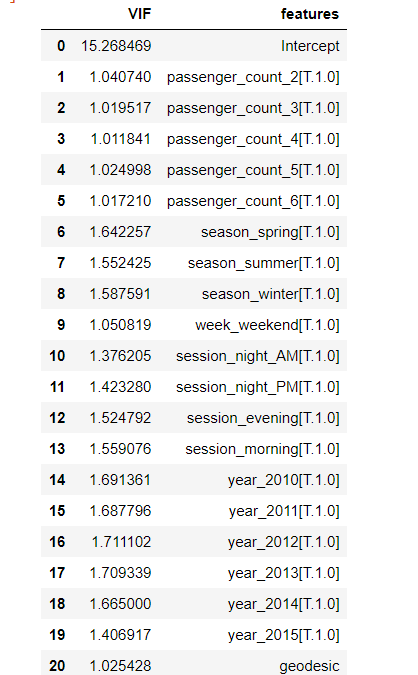 VIF features
0 15.268469 Intercept
1 1.040740 passenger_count_2[T.1.0]
2 1.019517 passenger_count_3[T.1.0]
3 1.011841 passenger_count_4[T.1.0]
4 1.024998 passenger_count_5[T.1.0]
5 1.017210 passenger_count_6[T.1.0]
6 1.642257 season_spring[T.1.0]
7 1.552425 season_summer[T.1.0]
8 1.587591 season_winter[T.1.0]
9 1.050819 week_weekend[T.1.0]
10 1.376205 session_night_AM[T.1.0]
11 1.423280 session_night_PM[T.1.0]
12 1.524792 session_evening[T.1.0]
13 1.559076 session_morning[T.1.0]
14 1.691361 year_2010[T.1.0]
15 1.687796 year_2011[T.1.0]
16 1.711102 year_2012[T.1.0]
17 1.709339 year_2013[T.1.0]
18 1.665000 year_2014[T.1.0]
19 1.406917 year_2015[T.1.0]
20 1.025428 geodesic